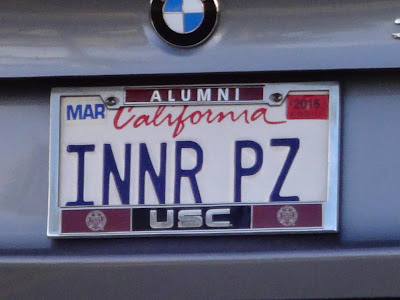 ALUMNI
MAR California 2015
INNR PZ
USC